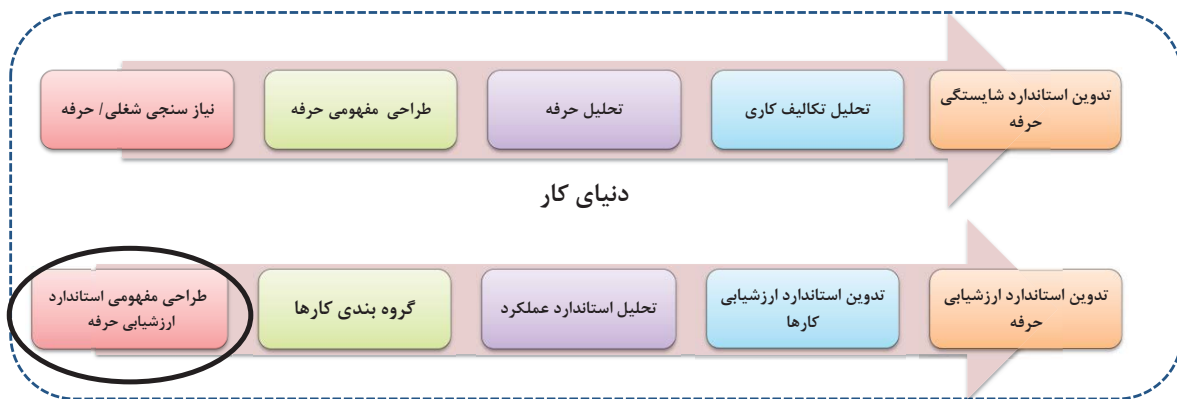 نیاز سنجی شغلی/ حرفه
طراحی مفهومی حرفه
تحلیل حرفه
تحلیل تکالیف کاری
تدوین استاندارد شایستگی
حرفه
دنیای کار
طراحی مفهومی استاندارد
ارزشیابی حرفه
گروه بندی کارها
تحلیل استاندارد عملکرد
تدوین استاندارد ارزشیابی
کارها
تدوین استاندارد ارزشیابی
حرفه